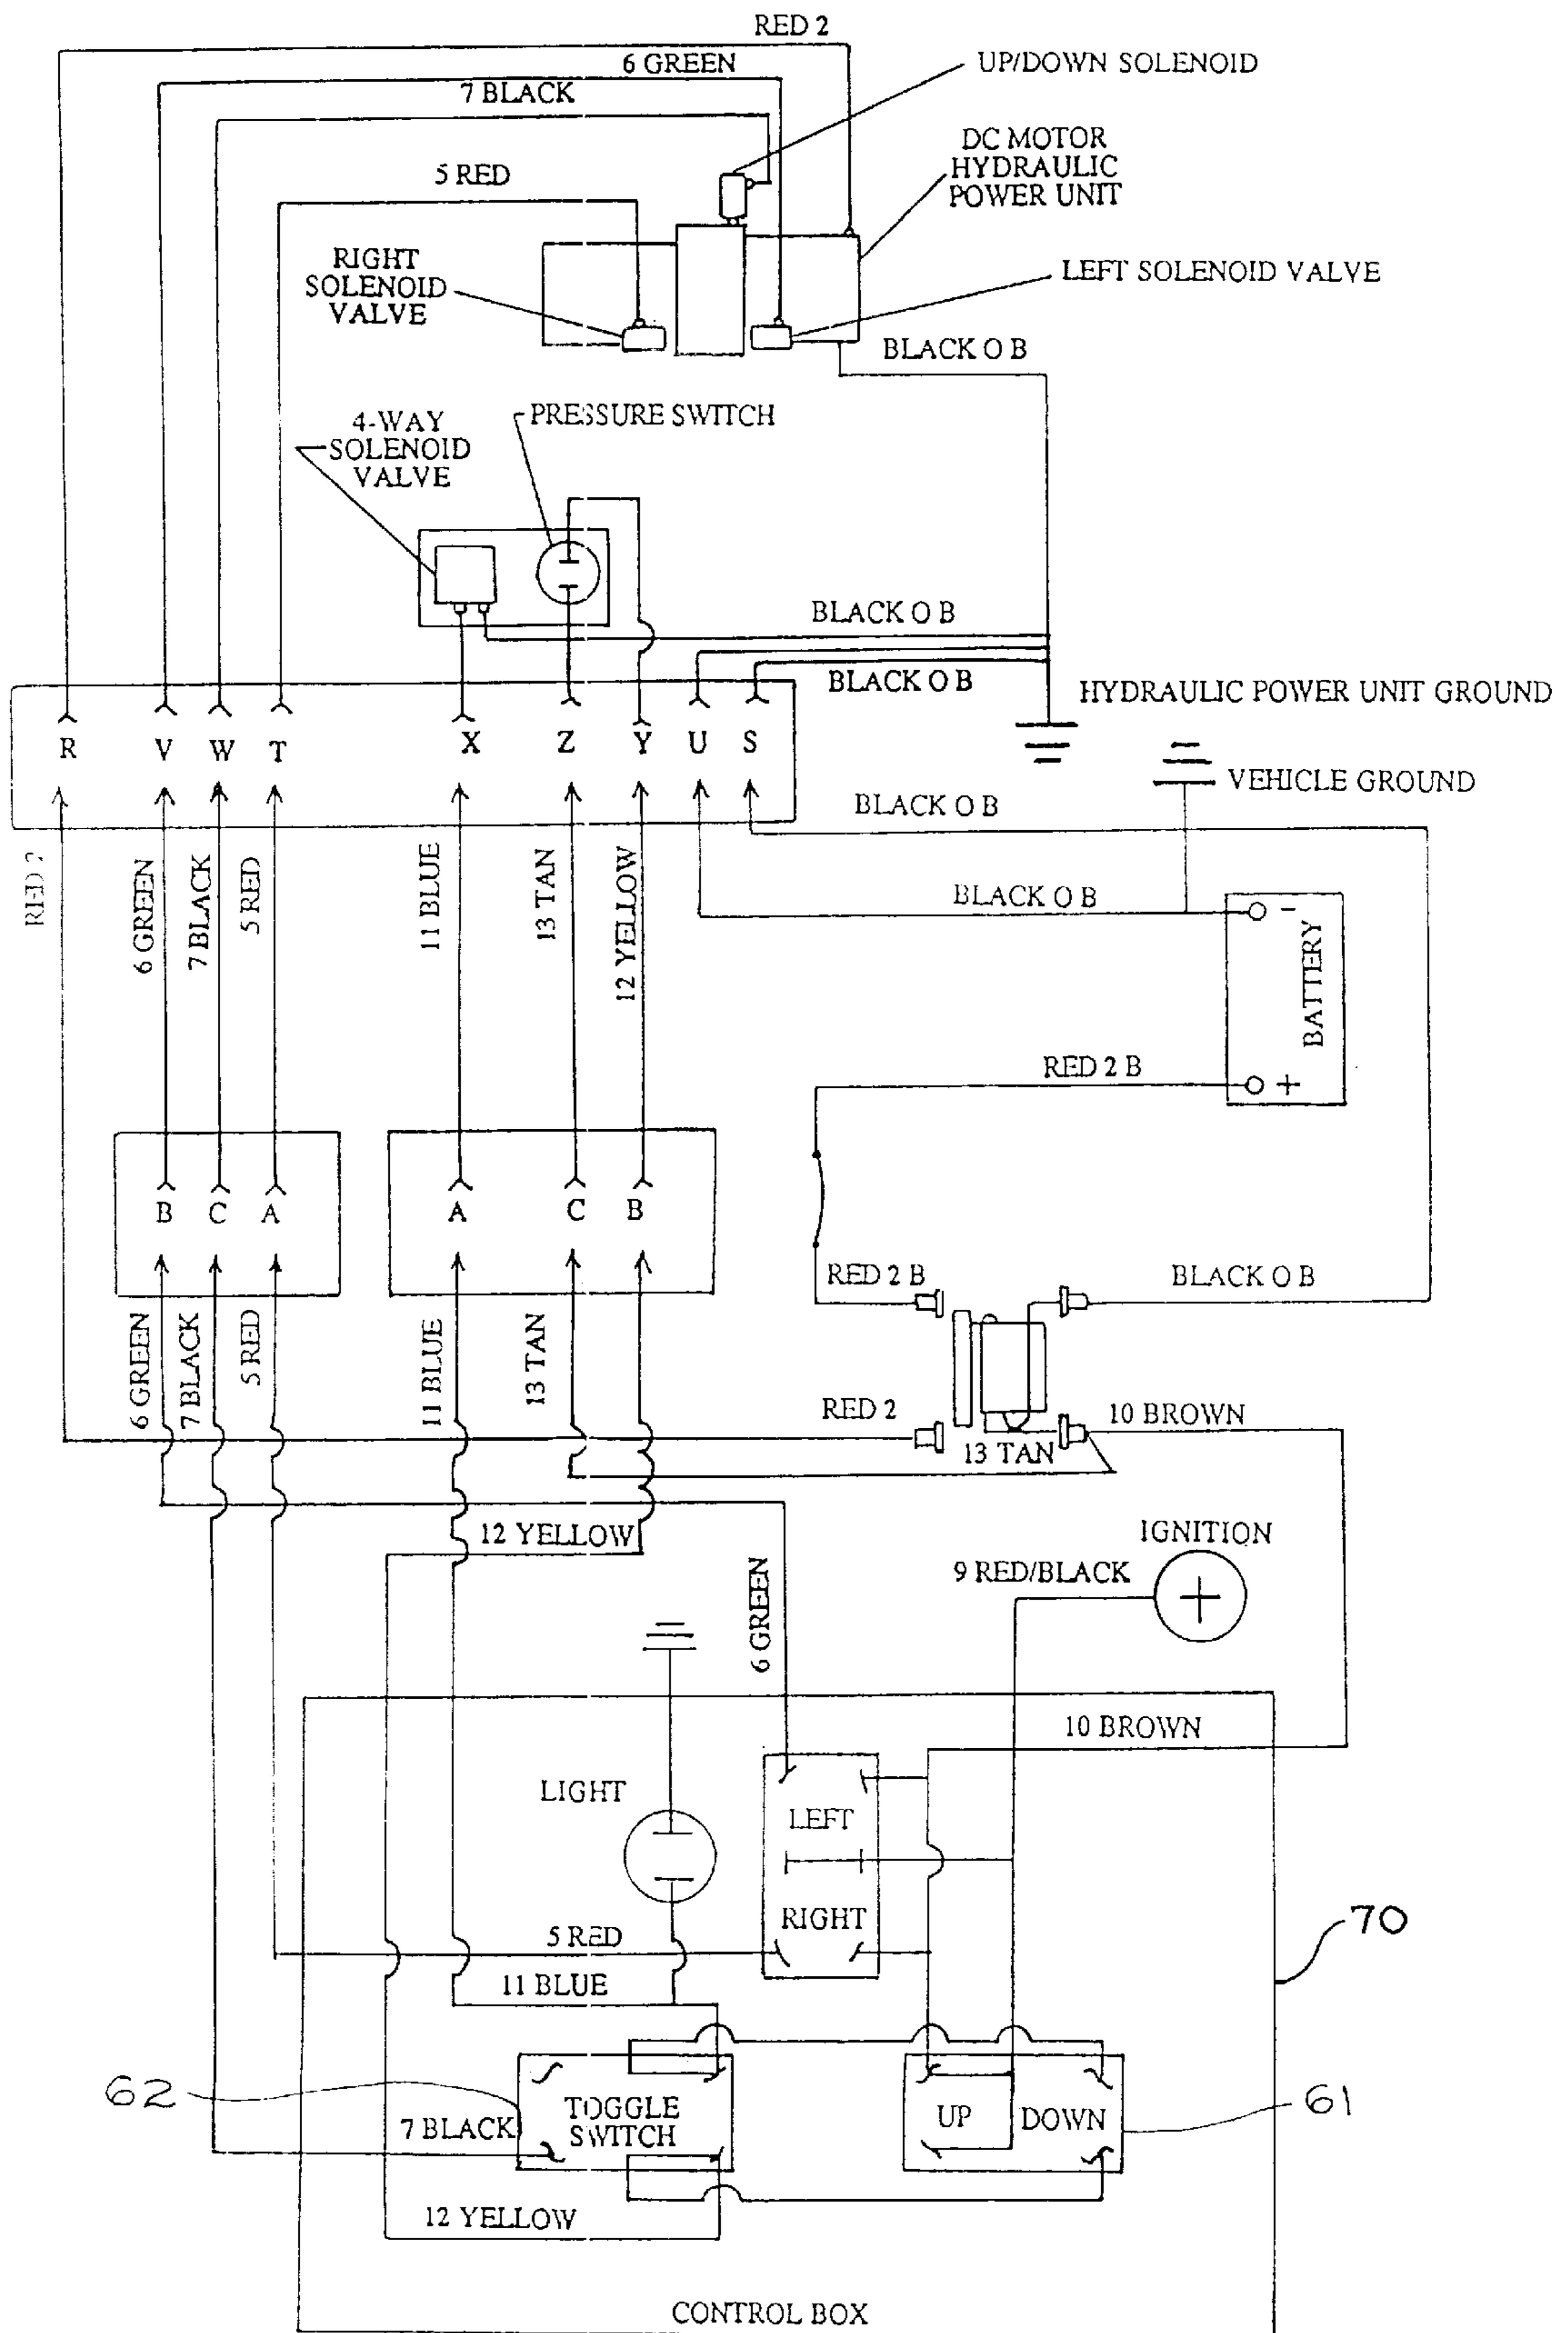 RED 2
6 GREEN
UP/DOWN SOLENOID
7 BLACK
DC MOTOR
HYDRAULIC
POWER UNIT
5 RED
RIGHT
SOLENOID
VALVE
LEFT SOLENOID VALVE
BLACK O B
4-WAY
SOLENOID
VALVE
PRESSURE SWITCH
BLACK O B
BLACK O B
HYDRAULIC POWER UNIT GROUND
R V W T X Z Y U S
VEHICLE GROUND
BLACK O B
RED 2
6 GREEN
7 BLACK
5 RED
11 BLUE
13 TAN
12 YELLOW
BLACK O B
-
BATTERY
RED 2 B
+
B C A
A C B
RED 2 B
BLACK O B
6 GREEN
7 BLACK
5 RED
11 BLUE
13 TAN
RED 2
10 BROWN
13 TAN
12 YELLOW
IGNITION
9 RED/BLACK
+
6 GREEN
10 BROWN
LIGHT
LEFT
RIGHT
70
5 RED
11 BLUE
62
TOGGLE
SWITCH
7 BLACK
UP
DOWN
61
12 YELLOW
CONTROL BOX